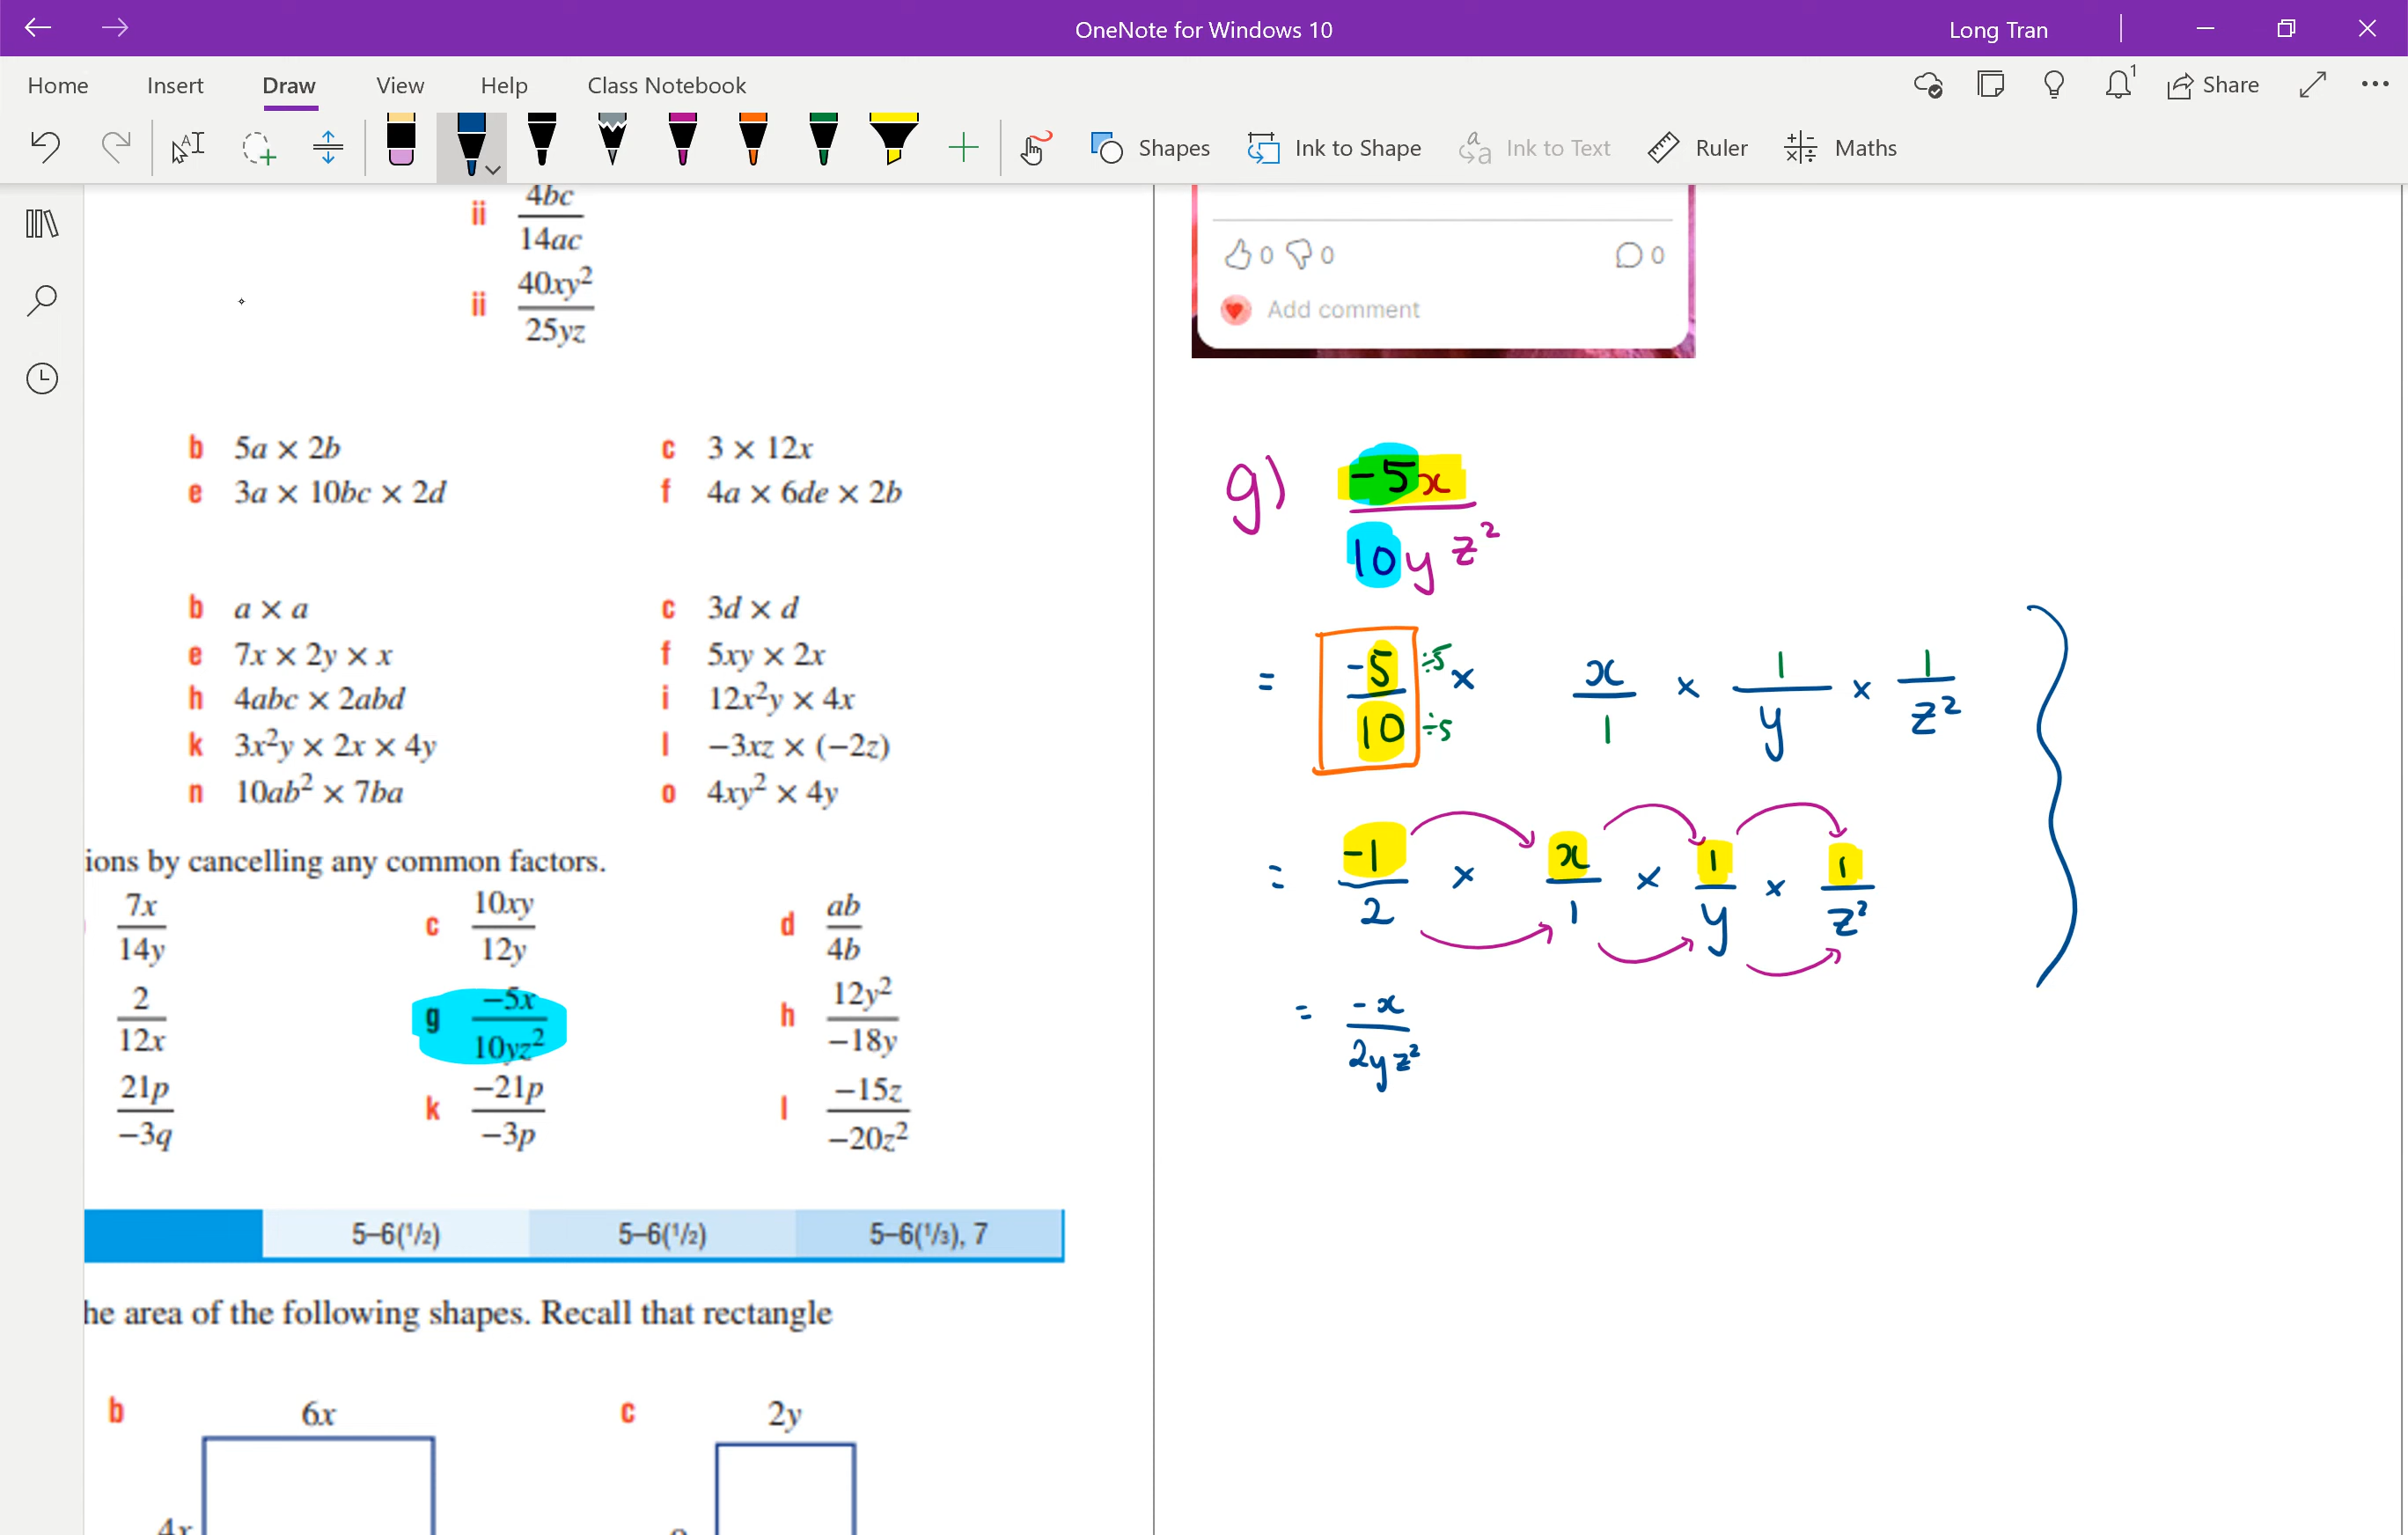 OneNote for Windows 10
Long Tran
Home Insert Draw View Help Class Notebook
1 Share
Shapes Ink to Shape Ink to Text Ruler Maths
ii 4bc/14ac
ii 40xy²/25yz
b 5a × 2b c 3 × 12x
e 3a × 10bc × 2d f 4a × 6de × 2b
b a × a c 3d × d
e 7x × 2y × x f 5xy × 2x
h 4abc × 2abd i 12x²y × 4x
k 3x²y × 2x × 4y l −3xz × (−2z)
n 10ab² × 7ba o 4xy² × 4y
ions by cancelling any common factors.
7x/14y c 10xy/12y d ab/4b
2/12x g −5x/10yz² h 12y²/−18y
21p/−3q k −21p/−3p l −15z/−20z²
5–6(1/2) 5–6(1/2) 5–6(1/3), 7
he area of the following shapes. Recall that rectangle
b 6x c 2y
4x
0 0 0
Add comment
g) -5x/10yz²
= -5/10 ÷5 ÷5 × x/1 × 1/y × 1/z²
= -1/2 × x/1 × 1/y × 1/z²
= -x/2yz²